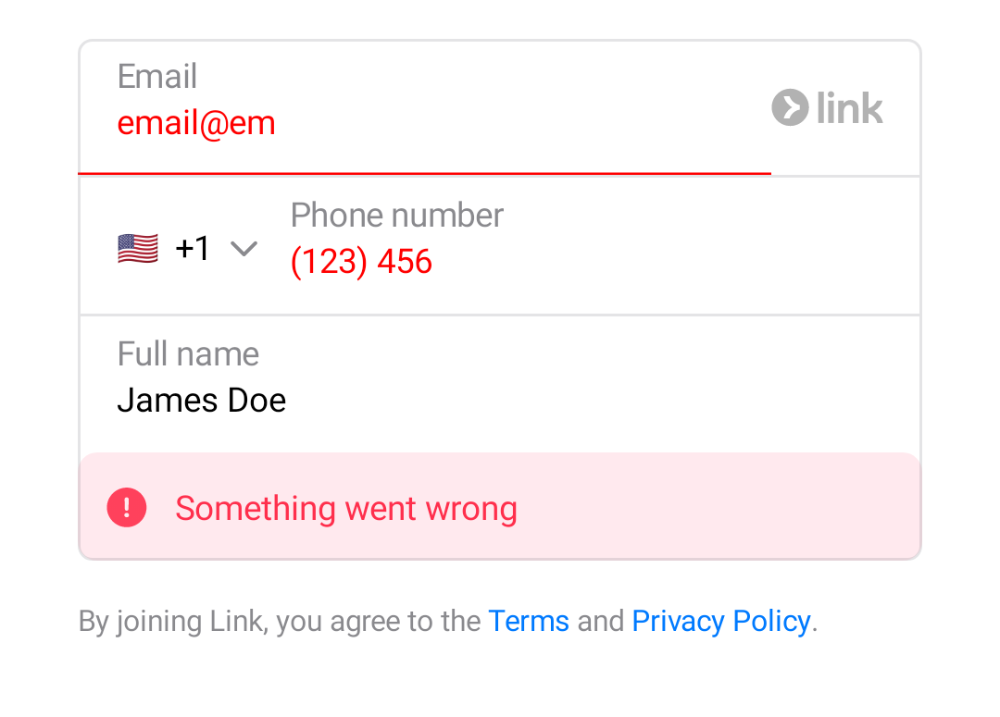 Email
email@em
link
Phone number
+1
(123) 456
Full name
James Doe
Something went wrong
By joining Link, you agree to the Terms and Privacy Policy.